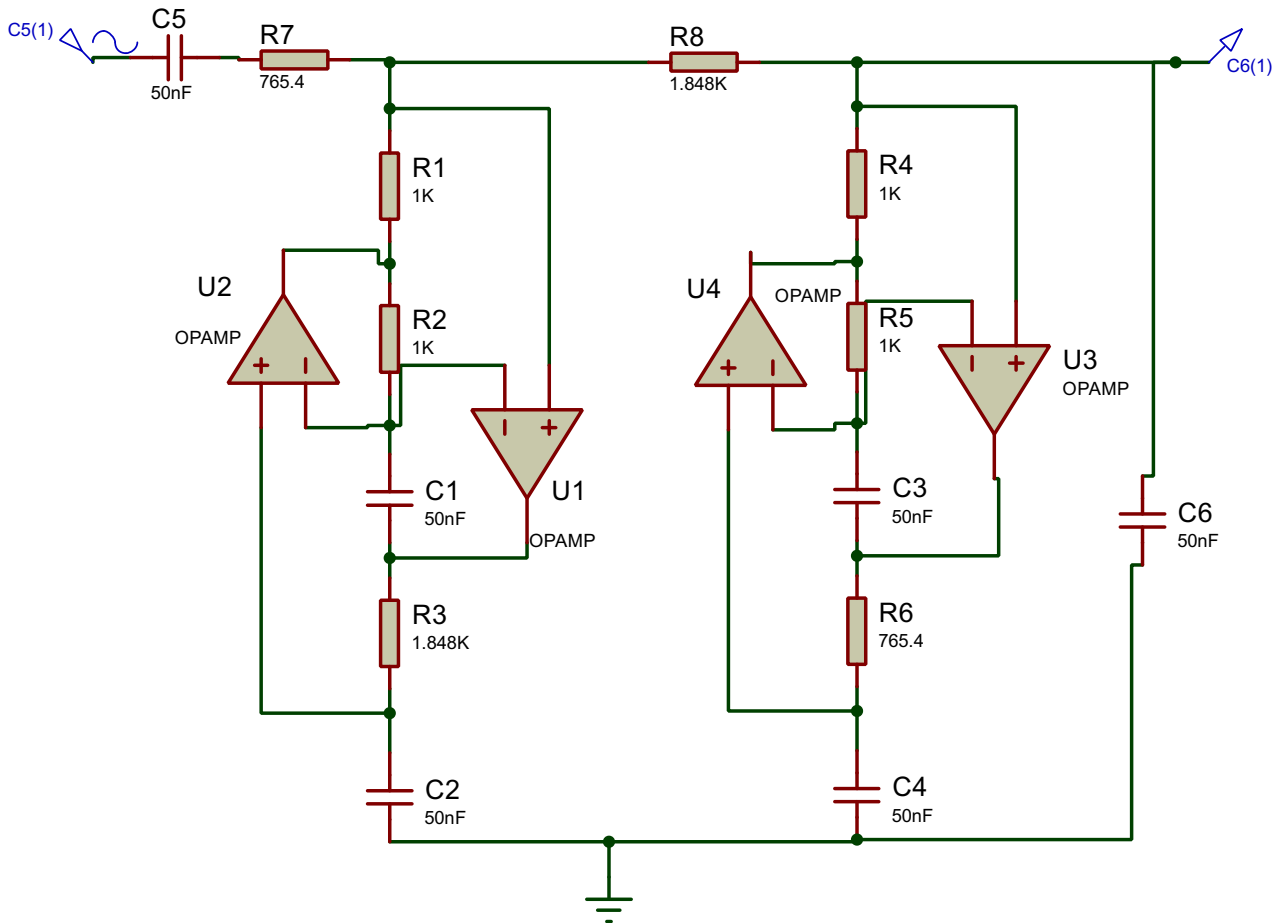 C5(1)
C5
50nF
R7
765.4
R8
1.848K
C6(1)
R1
1K
R4
1K
U2
OPAMP
+
R2
1K
U4
OPAMP
+
R5
1K
U3
OPAMP
+
U1
OPAMP
+
C1
50nF
C3
50nF
C6
50nF
R3
1.848K
R6
765.4
C2
50nF
C4
50nF